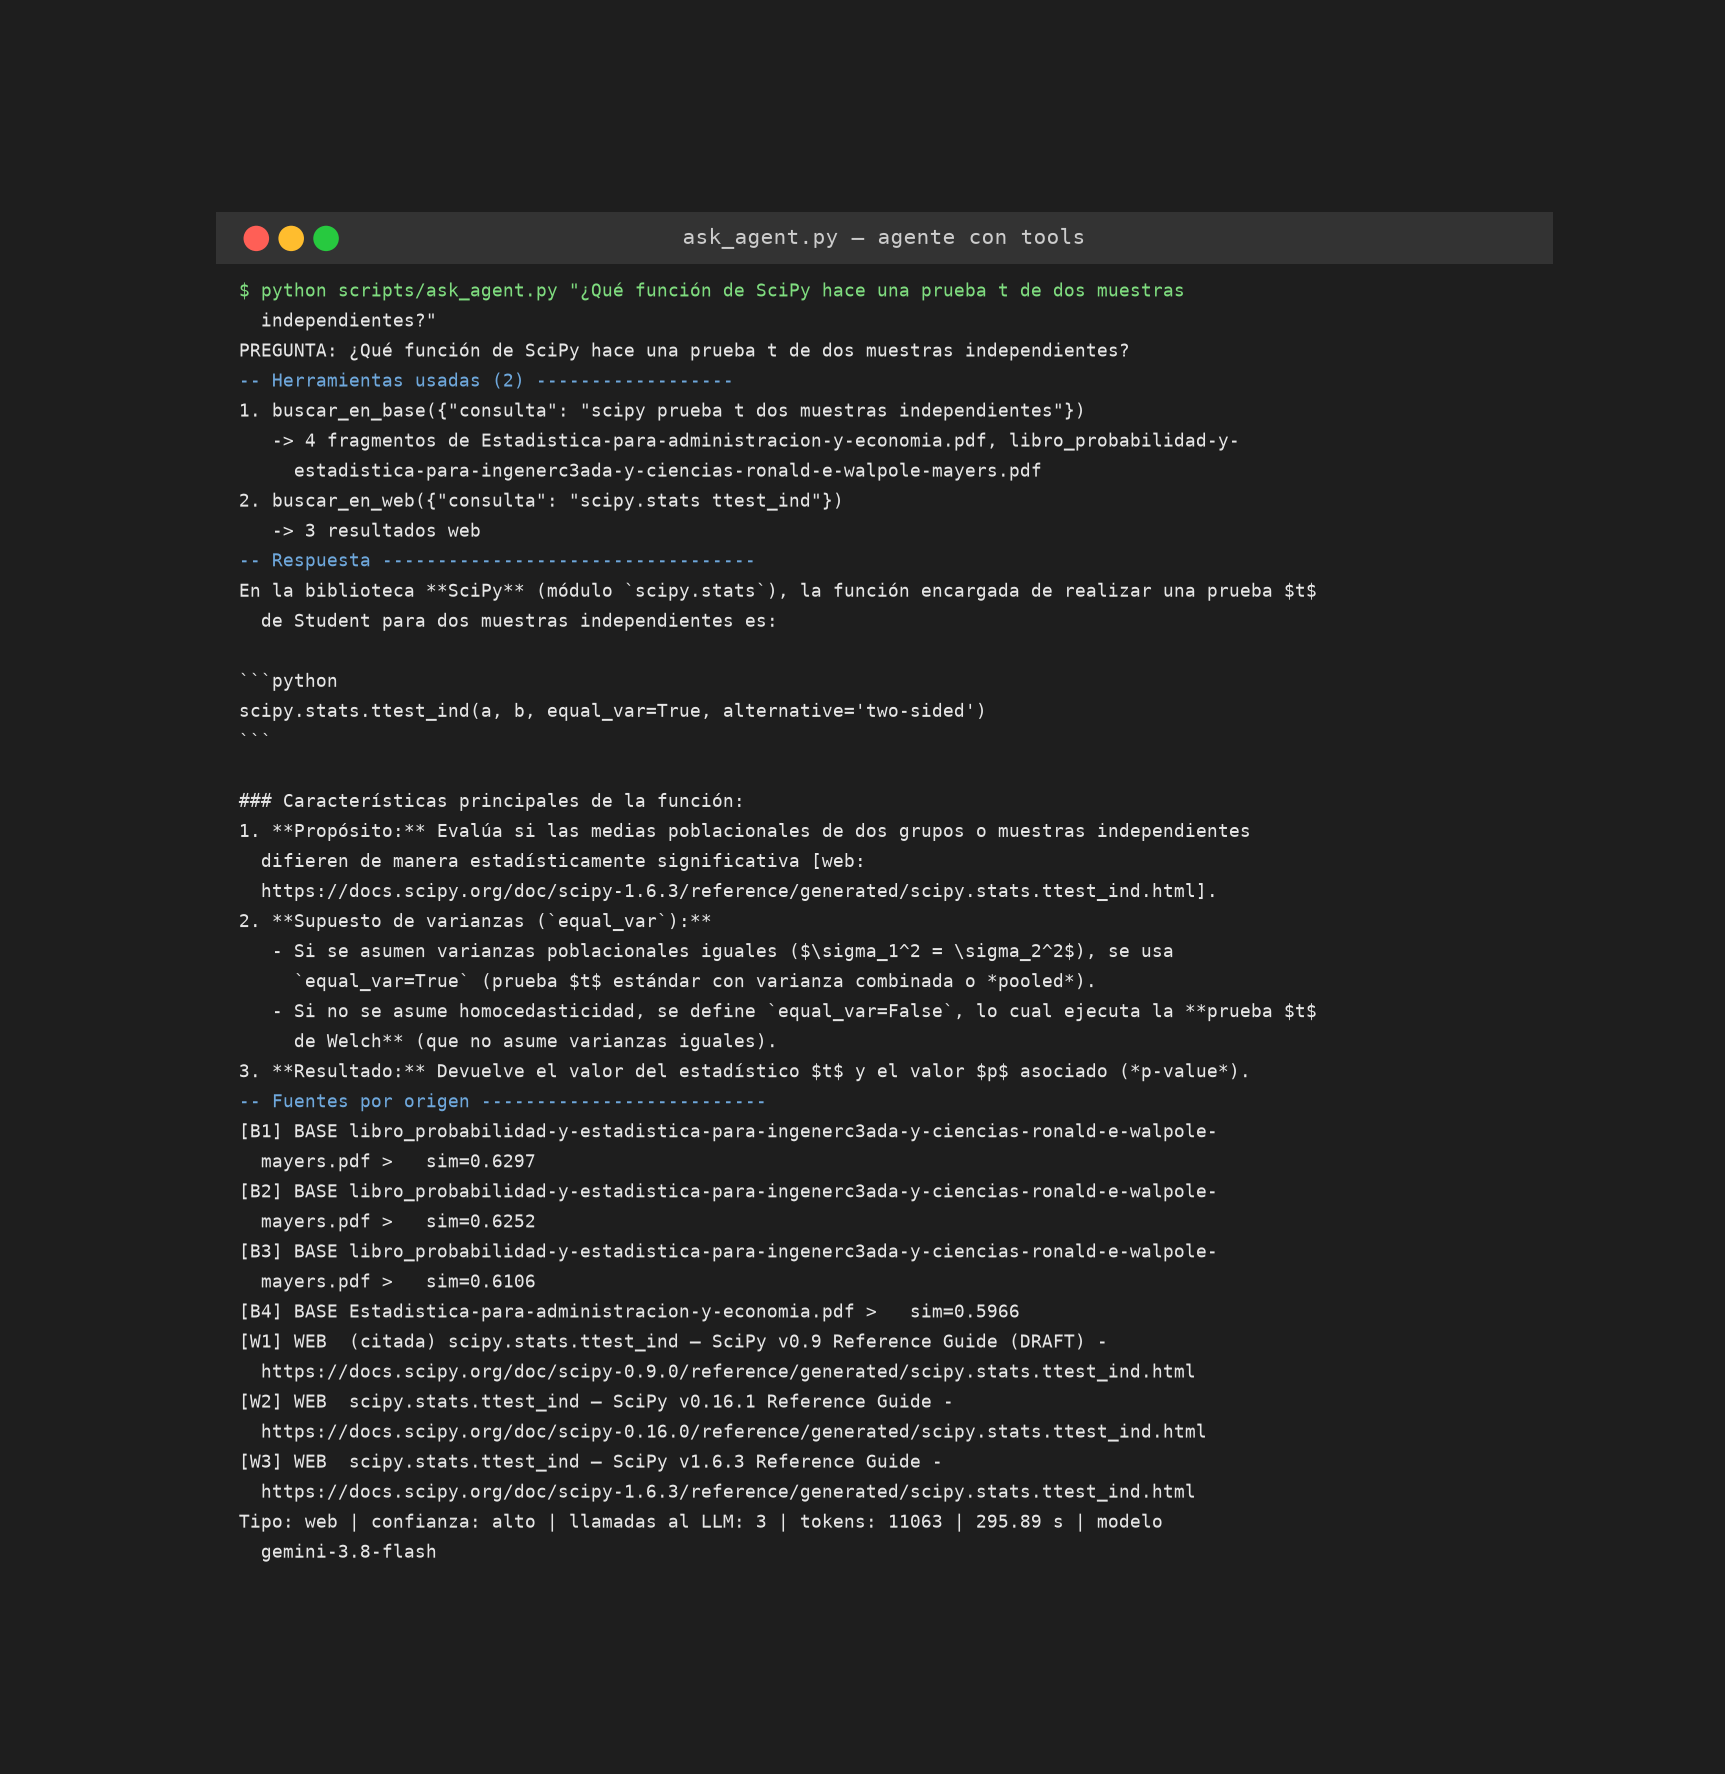 ask_agent.py — agente con tools
$ python scripts/ask_agent.py "¿Qué función de SciPy hace una prueba t de dos muestras
  independientes?"
PREGUNTA: ¿Qué función de SciPy hace una prueba t de dos muestras independientes?
-- Herramientas usadas (2) ------------------
1. buscar_en_base({"consulta": "scipy prueba t dos muestras independientes"})
   -> 4 fragmentos de Estadistica-para-administracion-y-economia.pdf, libro_probabilidad-y-
     estadistica-para-ingenerc3ada-y-ciencias-ronald-e-walpole-mayers.pdf
2. buscar_en_web({"consulta": "scipy.stats ttest_ind"})
   -> 3 resultados web
-- Respuesta ----------------------------------
En la biblioteca **SciPy** (módulo `scipy.stats`), la función encargada de realizar una prueba $t$
  de Student para dos muestras independientes es:

```python
scipy.stats.ttest_ind(a, b, equal_var=True, alternative='two-sided')
```

### Características principales de la función:
1. **Propósito:** Evalúa si las medias poblacionales de dos grupos o muestras independientes
  difieren de manera estadísticamente significativa [web:
  https://docs.scipy.org/doc/scipy-1.6.3/reference/generated/scipy.stats.ttest_ind.html].
2. **Supuesto de varianzas (`equal_var`):**
   - Si se asumen varianzas poblacionales iguales ($\sigma_1^2 = \sigma_2^2$), se usa
     `equal_var=True` (prueba $t$ estándar con varianza combinada o *pooled*).
   - Si no se asume homocedasticidad, se define `equal_var=False`, lo cual ejecuta la **prueba $t$
     de Welch** (que no asume varianzas iguales).
3. **Resultado:** Devuelve el valor del estadístico $t$ y el valor $p$ asociado (*p-value*).
-- Fuentes por origen --------------------------
[B1] BASE libro_probabilidad-y-estadistica-para-ingenerc3ada-y-ciencias-ronald-e-walpole-
  mayers.pdf >   sim=0.6297
[B2] BASE libro_probabilidad-y-estadistica-para-ingenerc3ada-y-ciencias-ronald-e-walpole-
  mayers.pdf >   sim=0.6252
[B3] BASE libro_probabilidad-y-estadistica-para-ingenerc3ada-y-ciencias-ronald-e-walpole-
  mayers.pdf >   sim=0.6106
[B4] BASE Estadistica-para-administracion-y-economia.pdf >   sim=0.5966
[W1] WEB  (citada) scipy.stats.ttest_ind — SciPy v0.9 Reference Guide (DRAFT) -
  https://docs.scipy.org/doc/scipy-0.9.0/reference/generated/scipy.stats.ttest_ind.html
[W2] WEB  scipy.stats.ttest_ind — SciPy v0.16.1 Reference Guide -
  https://docs.scipy.org/doc/scipy-0.16.0/reference/generated/scipy.stats.ttest_ind.html
[W3] WEB  scipy.stats.ttest_ind — SciPy v1.6.3 Reference Guide -
  https://docs.scipy.org/doc/scipy-1.6.3/reference/generated/scipy.stats.ttest_ind.html
Tipo: web | confianza: alto | llamadas al LLM: 3 | tokens: 11063 | 295.89 s | modelo
  gemini-3.8-flash